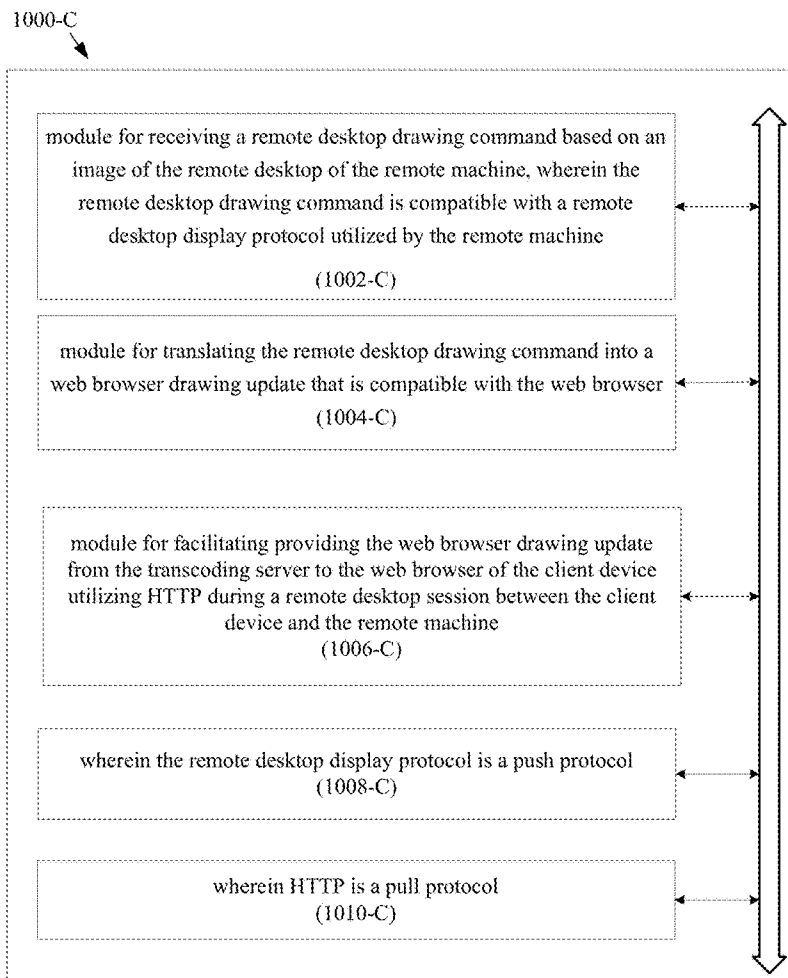 1000-C
module for receiving a remote desktop drawing command based on an
image of the remote desktop of the remote machine, wherein the
remote desktop drawing command is compatible with a remote
desktop display protocol utilized by the remote machine
(1002-C)
module for translating the remote desktop drawing command into a
web browser drawing update that is compatible with the web browser
(1004-C)
module for facilitating providing the web browser drawing update
from the transcoding server to the web browser of the client device
utilizing HTTP during a remote desktop session between the client
device and the remote machine
(1006-C)
wherein the remote desktop display protocol is a push protocol
(1008-C)
wherein HTTP is a pull protocol
(1010-C)